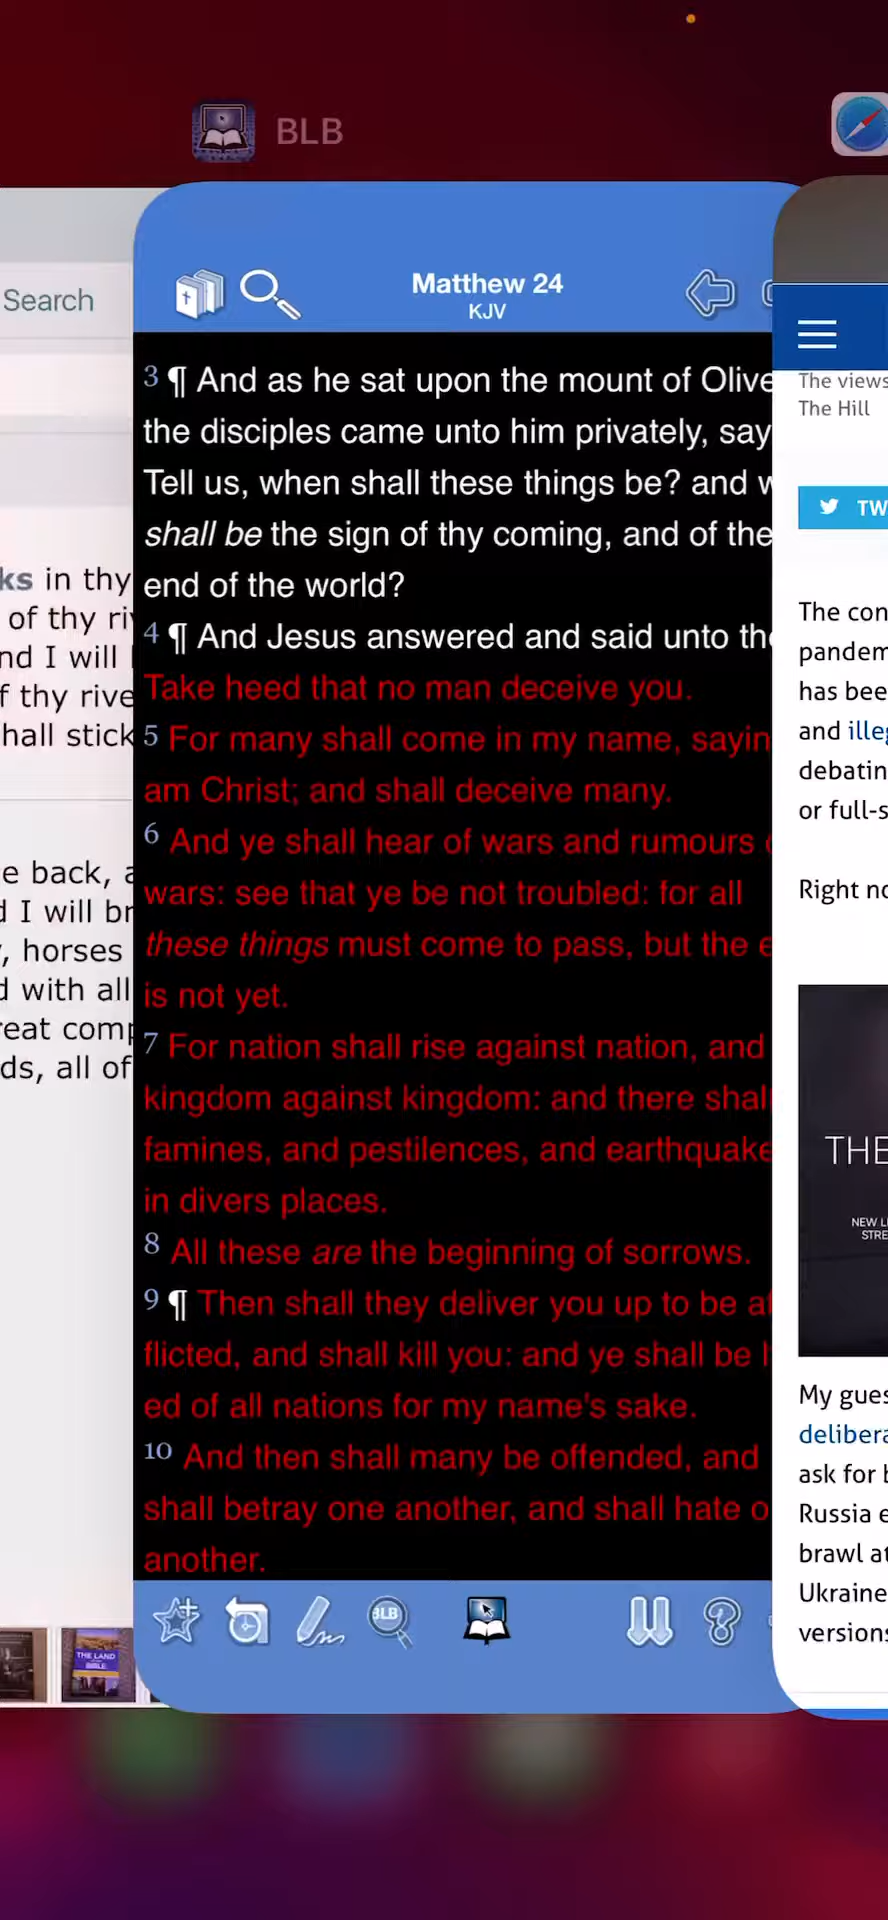 BLB
Search
in thy
of thy
nd I will
f thy rive
hall stick
e back,
I will
horses
with all
eat
ds, all of
THE LAND
BIBLE
Matthew 24
KJV
3 ¶ And as he sat upon the mount of Olive
the disciples came unto him privately, say
Tell us, when shall these things be? and
shall be the sign of thy coming, and of the
end of the world?
4 ¶ And Jesus answered and said unto
Take heed that no man deceive you.
5 For many shall come in my name, sayin
am Christ; and shall deceive many.
6 And ye shall hear of wars and rumours
wars: see that ye be not troubled: for all
these things must come to pass, but the
is not yet.
7 For nation shall rise against nation, and
kingdom against kingdom: and there shal
famines, and pestilences, and earthquake
in divers places.
8 All these are the beginning of sorrows.
9 ¶ Then shall they deliver you up to be af
flicted, and shall kill you: and ye shall be
ed of all nations for my name's sake.
10 And then shall many be offended, and
shall betray one another, and shall hate o
another.
BLB
The views
The Hill
TW
The con
pandem
has bee
and illeg
debatin
or full-s
Right no
THE
NEW L
STRE
My gues
delibera
ask for b
Russia e
brawl at
Ukraine
versions